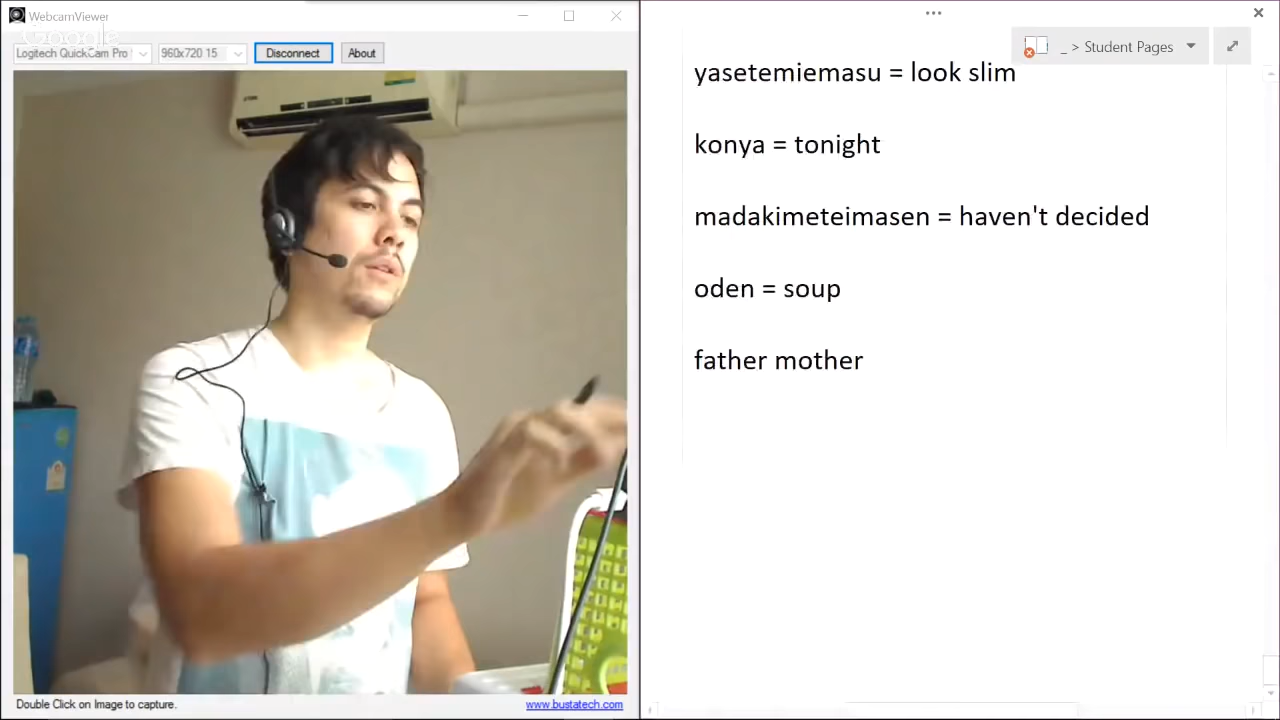 WebcamViewer
Google
Logitech QuickCam Pro
960x720 15
Disconnect
About
Double Click on Image to capture.
www.bustatech.com
_ > Student Pages
yasetemiemasu = look slim
konya = tonight
madakimeteimasen = haven't decided
oden = soup
father mother